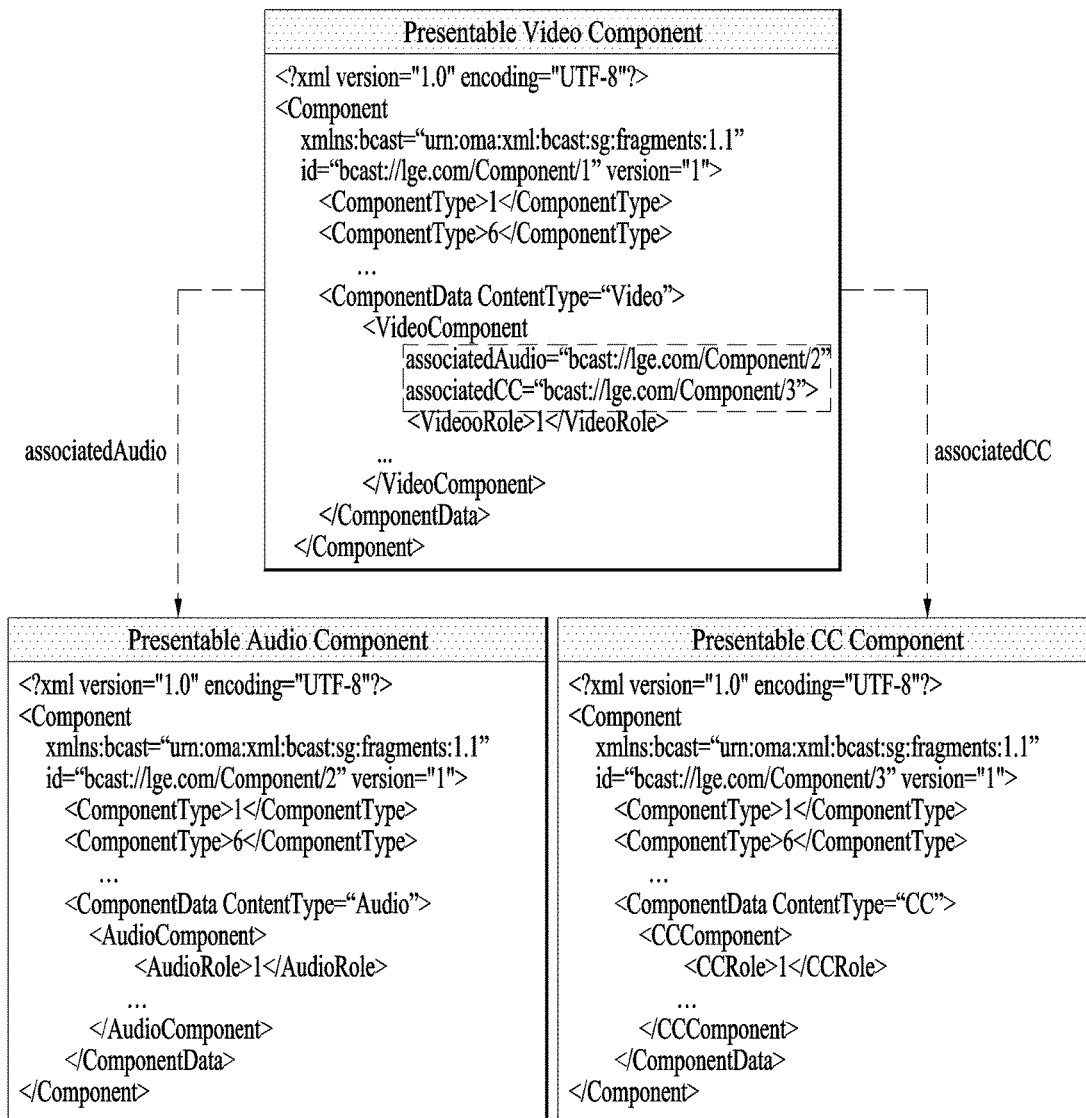 Presentable Video Component
<?xml version="1.0" encoding="UTF-8"?>
<Component
xmlns:bcast=“urn:oma:xml:bcast:sg:fragments:1.1”
id=“bcast://lge.com/Component/1” version="1">
<ComponentType>1</ComponentType>
<ComponentType>6</ComponentType>
…
<ComponentData ContentType=“Video”>
<VideoComponent
associatedAudio=“bcast://lge.com/Component/2”
associatedCC=“bcast://lge.com/Component/3”>
<VideooRole>1</VideoRole>
...
</VideoComponent>
</ComponentData>
</Component>
associatedAudio
associatedCC
Presentable Audio Component
<?xml version="1.0" encoding="UTF-8"?>
<Component
xmlns:bcast=“urn:oma:xml:bcast:sg:fragments:1.1”
id=“bcast://lge.com/Component/2” version="1">
<ComponentType>1</ComponentType>
<ComponentType>6</ComponentType>
…
<ComponentData ContentType=“Audio”>
<AudioComponent>
<AudioRole>1</AudioRole>
…
</AudioComponent>
</ComponentData>
</Component>
Presentable CC Component
<?xml version="1.0" encoding="UTF-8"?>
<Component
xmlns:bcast=“urn:oma:xml:bcast:sg:fragments:1.1”
id=“bcast://lge.com/Component/3” version="1">
<ComponentType>1</ComponentType>
<ComponentType>6</ComponentType>
…
<ComponentData ContentType=“CC”>
<CCComponent>
<CCRole>1</CCRole>
…
</CCComponent>
</ComponentData>
</Component>